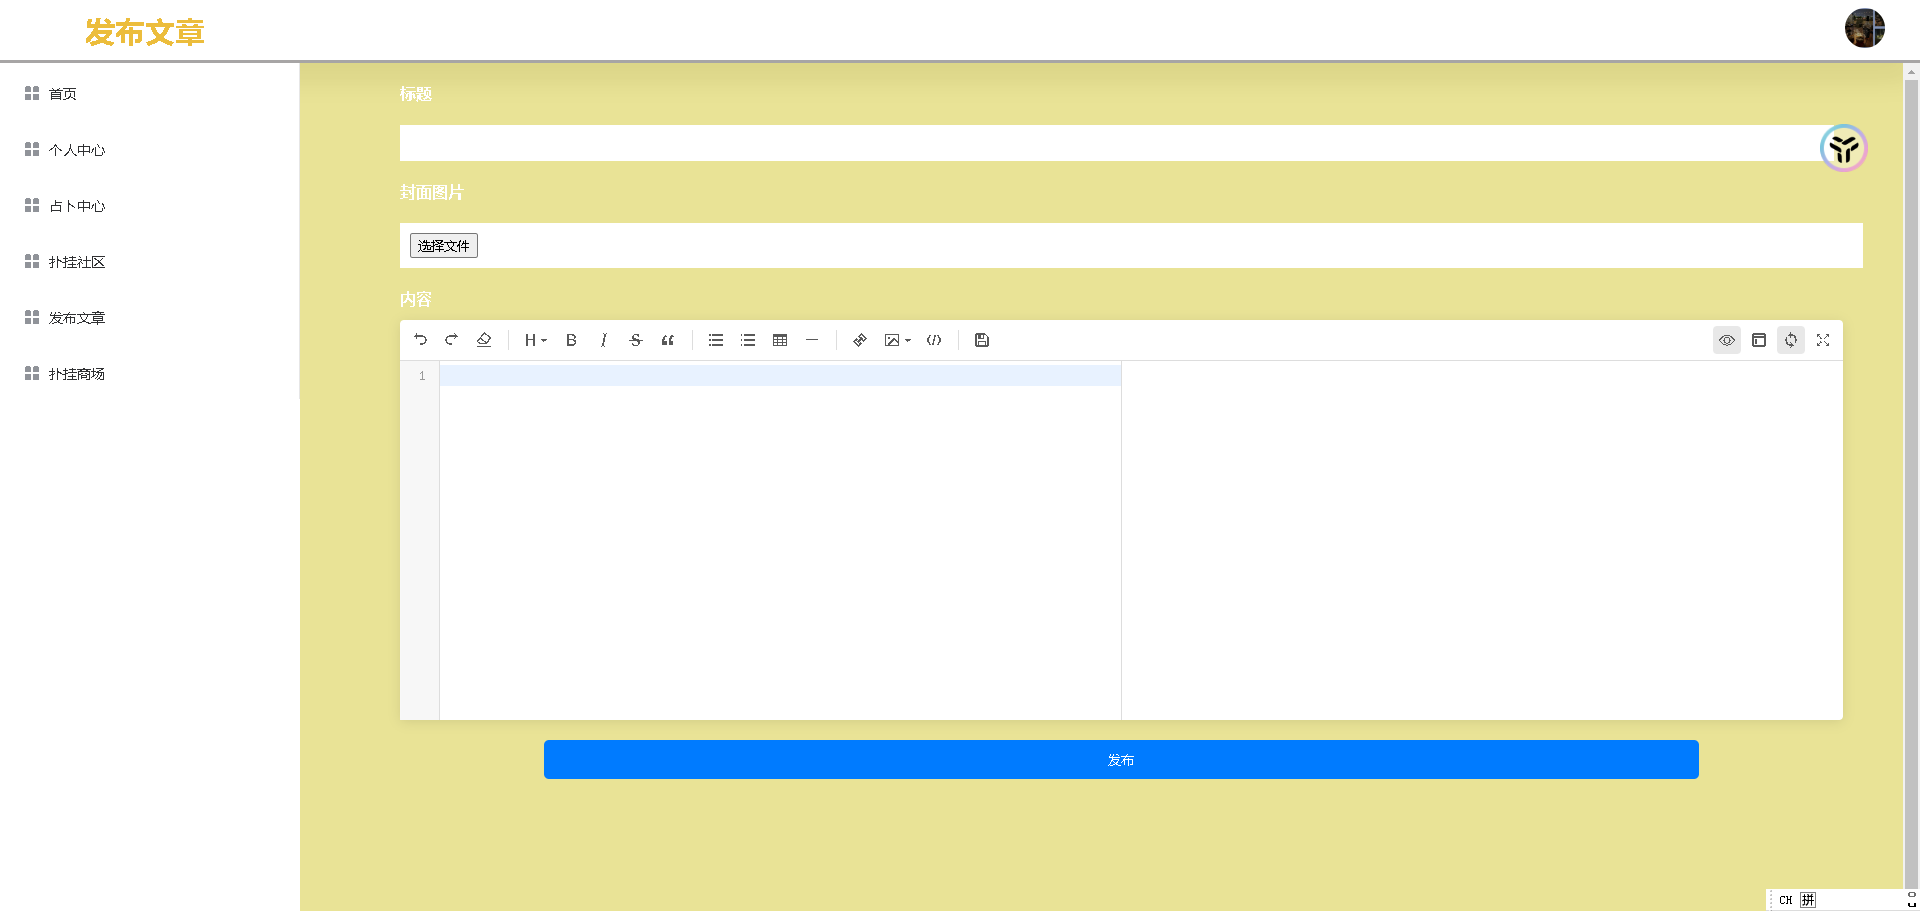 发布文章
首页
个人中心
占卜中心
扑挂社区
发布文章
扑挂商场
标题
封面图片
选择文件
内容
H B I S
1
发布
CH 拼